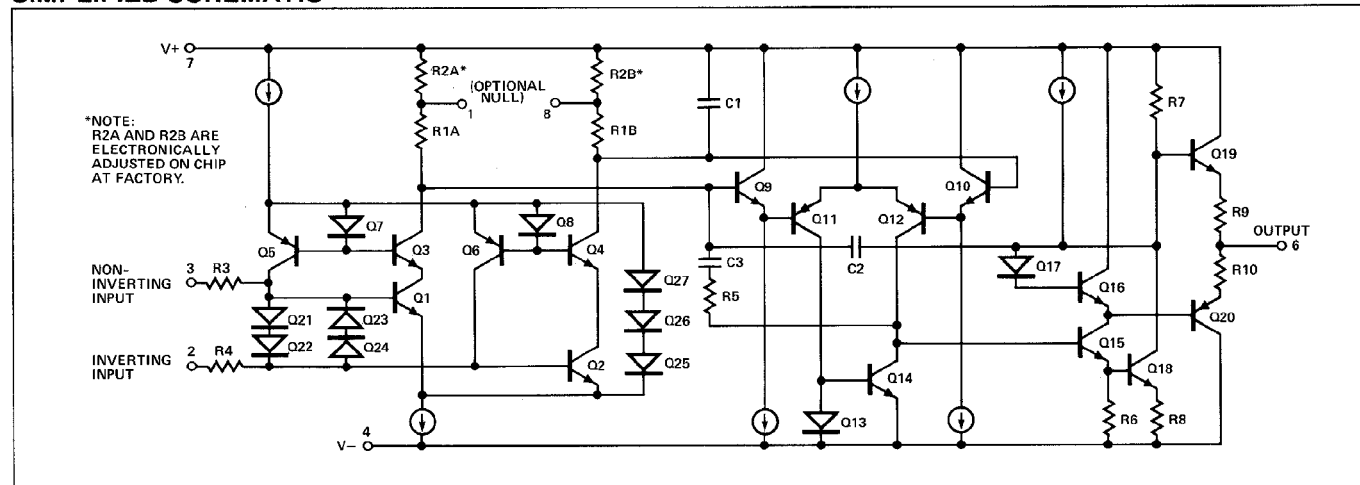 SIMPLIFIED SCHEMATIC
V+
7
R2A*
(OPTIONAL
NULL)
1
8
R2B*
R1A
R1B
C1
R7
*NOTE:
R2A AND R2B ARE
ELECTRONICALLY
ADJUSTED ON CHIP
AT FACTORY.
Q9
Q10
Q19
Q11
Q12
Q5
Q7
Q3
Q6
Q8
Q4
R9
OUTPUT
6
NON-
INVERTING
INPUT
3
R3
Q1
Q27
C3
C2
Q17
Q16
R10
Q21
Q23
Q26
R5
Q20
Q22
Q24
Q25
Q15
INVERTING
INPUT
2
R4
Q2
Q14
Q18
Q13
R6
R8
V−
4